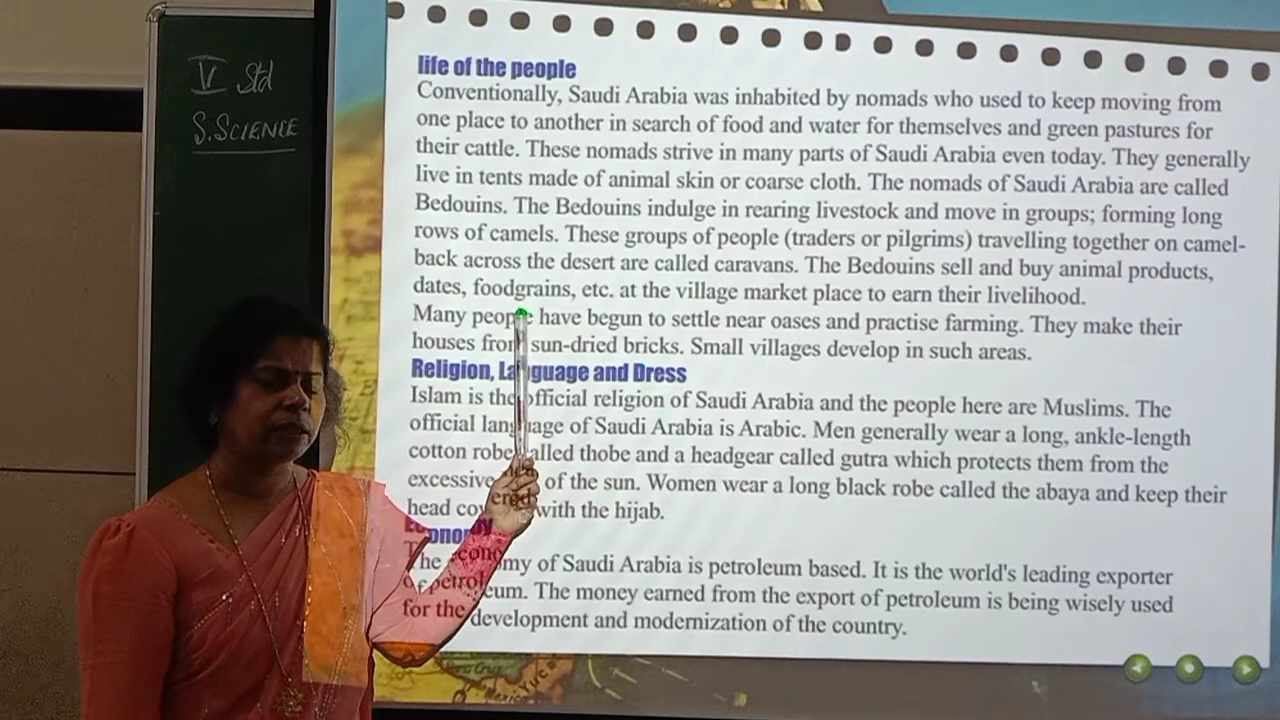 V Std
S. SCIENCE
life of the people
Conventionally, Saudi Arabia was inhabited by nomads who used to keep moving from
one place to another in search of food and water for themselves and green pastures for
their cattle. These nomads strive in many parts of Saudi Arabia even today. They generally
live in tents made of animal skin or coarse cloth. The nomads of Saudi Arabia are called
Bedouins. The Bedouins indulge in rearing livestock and move in groups; forming long
rows of camels. These groups of people (traders or pilgrims) travelling together on camel-
back across the desert are called caravans. The Bedouins sell and buy animal products,
dates, foodgrains, etc. at the village market place to earn their livelihood.
Many people have begun to settle near oases and practise farming. They make their
houses from sun-dried bricks. Small villages develop in such areas.
Religion, Language and Dress
Islam is the official religion of Saudi Arabia and the people here are Muslims. The
official language of Saudi Arabia is Arabic. Men generally wear a long, ankle-length
cotton robe called thobe and a headgear called gutra which protects them from the
excessive heat of the sun. Women wear a long black robe called the abaya and keep their
head covered with the hijab.
Economy
The economy of Saudi Arabia is petroleum based. It is the world's leading exporter
of petroleum. The money earned from the export of petroleum is being wisely used
for the development and modernization of the country.